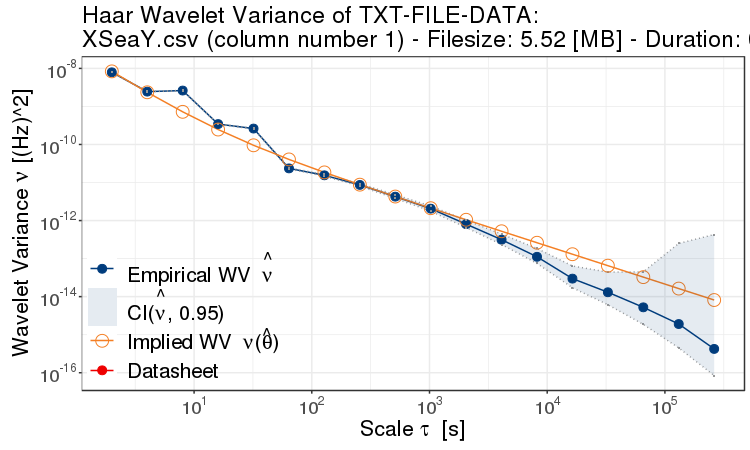 Haar Wavelet Variance of TXT-FILE-DATA:
XSeaY.csv (column number 1) - Filesize: 5.52 [MB] - Duration:
Wavelet Variance ν [(Hz)^2]
10^-8
10^-10
10^-12
10^-14
10^-16
Empirical WV ν̂
CI(ν̂, 0.95)
Implied WV ν(θ̂)
Datasheet
10^1
10^2
10^3
10^4
10^5
Scale τ [s]